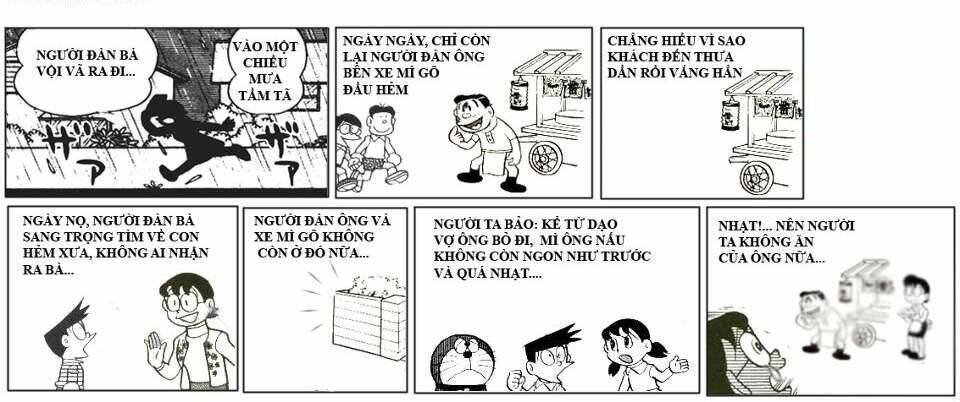 NGƯỜI ĐÀN BÀ
VỘI VÃ RA ĐI...
VÀO MỘT
CHIỀU
MƯA
TẦM TÃ
ザア
ザア
NGÀY NGÀY, CHỈ CÒN
LẠI NGƯỜI ĐÀN ÔNG
BÊN XE MÌ GÕ
ĐẦU HẺM
CHẲNG HIỂU VÌ SAO
KHÁCH ĐẾN THƯA
DẦN RỒI VẮNG HẲN
NGÀY NỌ, NGƯỜI ĐÀN BÀ
SANG TRỌNG TÌM VỀ CON
HẺM XƯA, KHÔNG AI NHẬN
RA BÀ...
NGƯỜI ĐÀN ÔNG VÀ
XE MÌ GÕ KHÔNG
CÒN Ở ĐÓ NỮA...
NGƯỜI TA BẢO: KỂ TỪ DẠO
VỢ ÔNG BỎ ĐI, MÌ ÔNG NẤU
KHÔNG CÒN NGON NHƯ TRƯỚC
VÀ QUÁ NHẠT....
NHẠT!... NÊN NGƯỜI
TA KHÔNG ĂN
CỦA ÔNG NỮA...